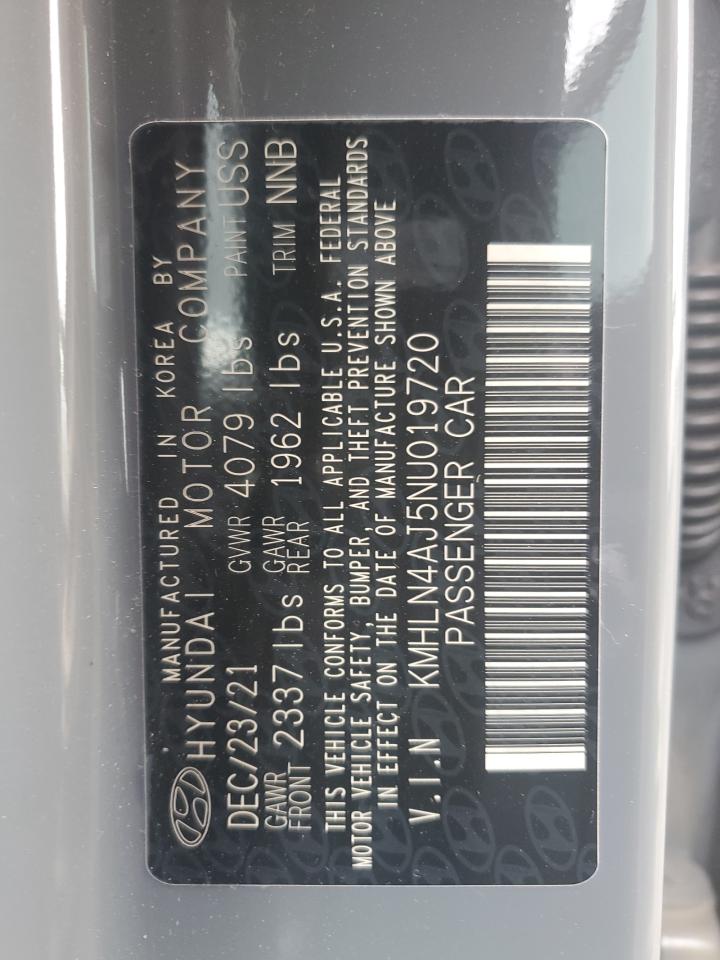 MANUFACTURED IN KOREA BY
HYUNDAI MOTOR COMPANY
DEC/23/21 GVWR 4079 lbs PAINT USS
GAWR FRONT 2337 lbs GAWR REAR 1962 lbs TRIM NNB
THIS VEHICLE CONFORMS TO ALL APPLICABLE U.S.A. FEDERAL
MOTOR VEHICLE SAFETY, BUMPER, AND THEFT PREVENTION STANDARDS
IN EFFECT ON THE DATE OF MANUFACTURE SHOWN ABOVE
V.I.N KMHLN4AJ5NU019720
PASSENGER CAR